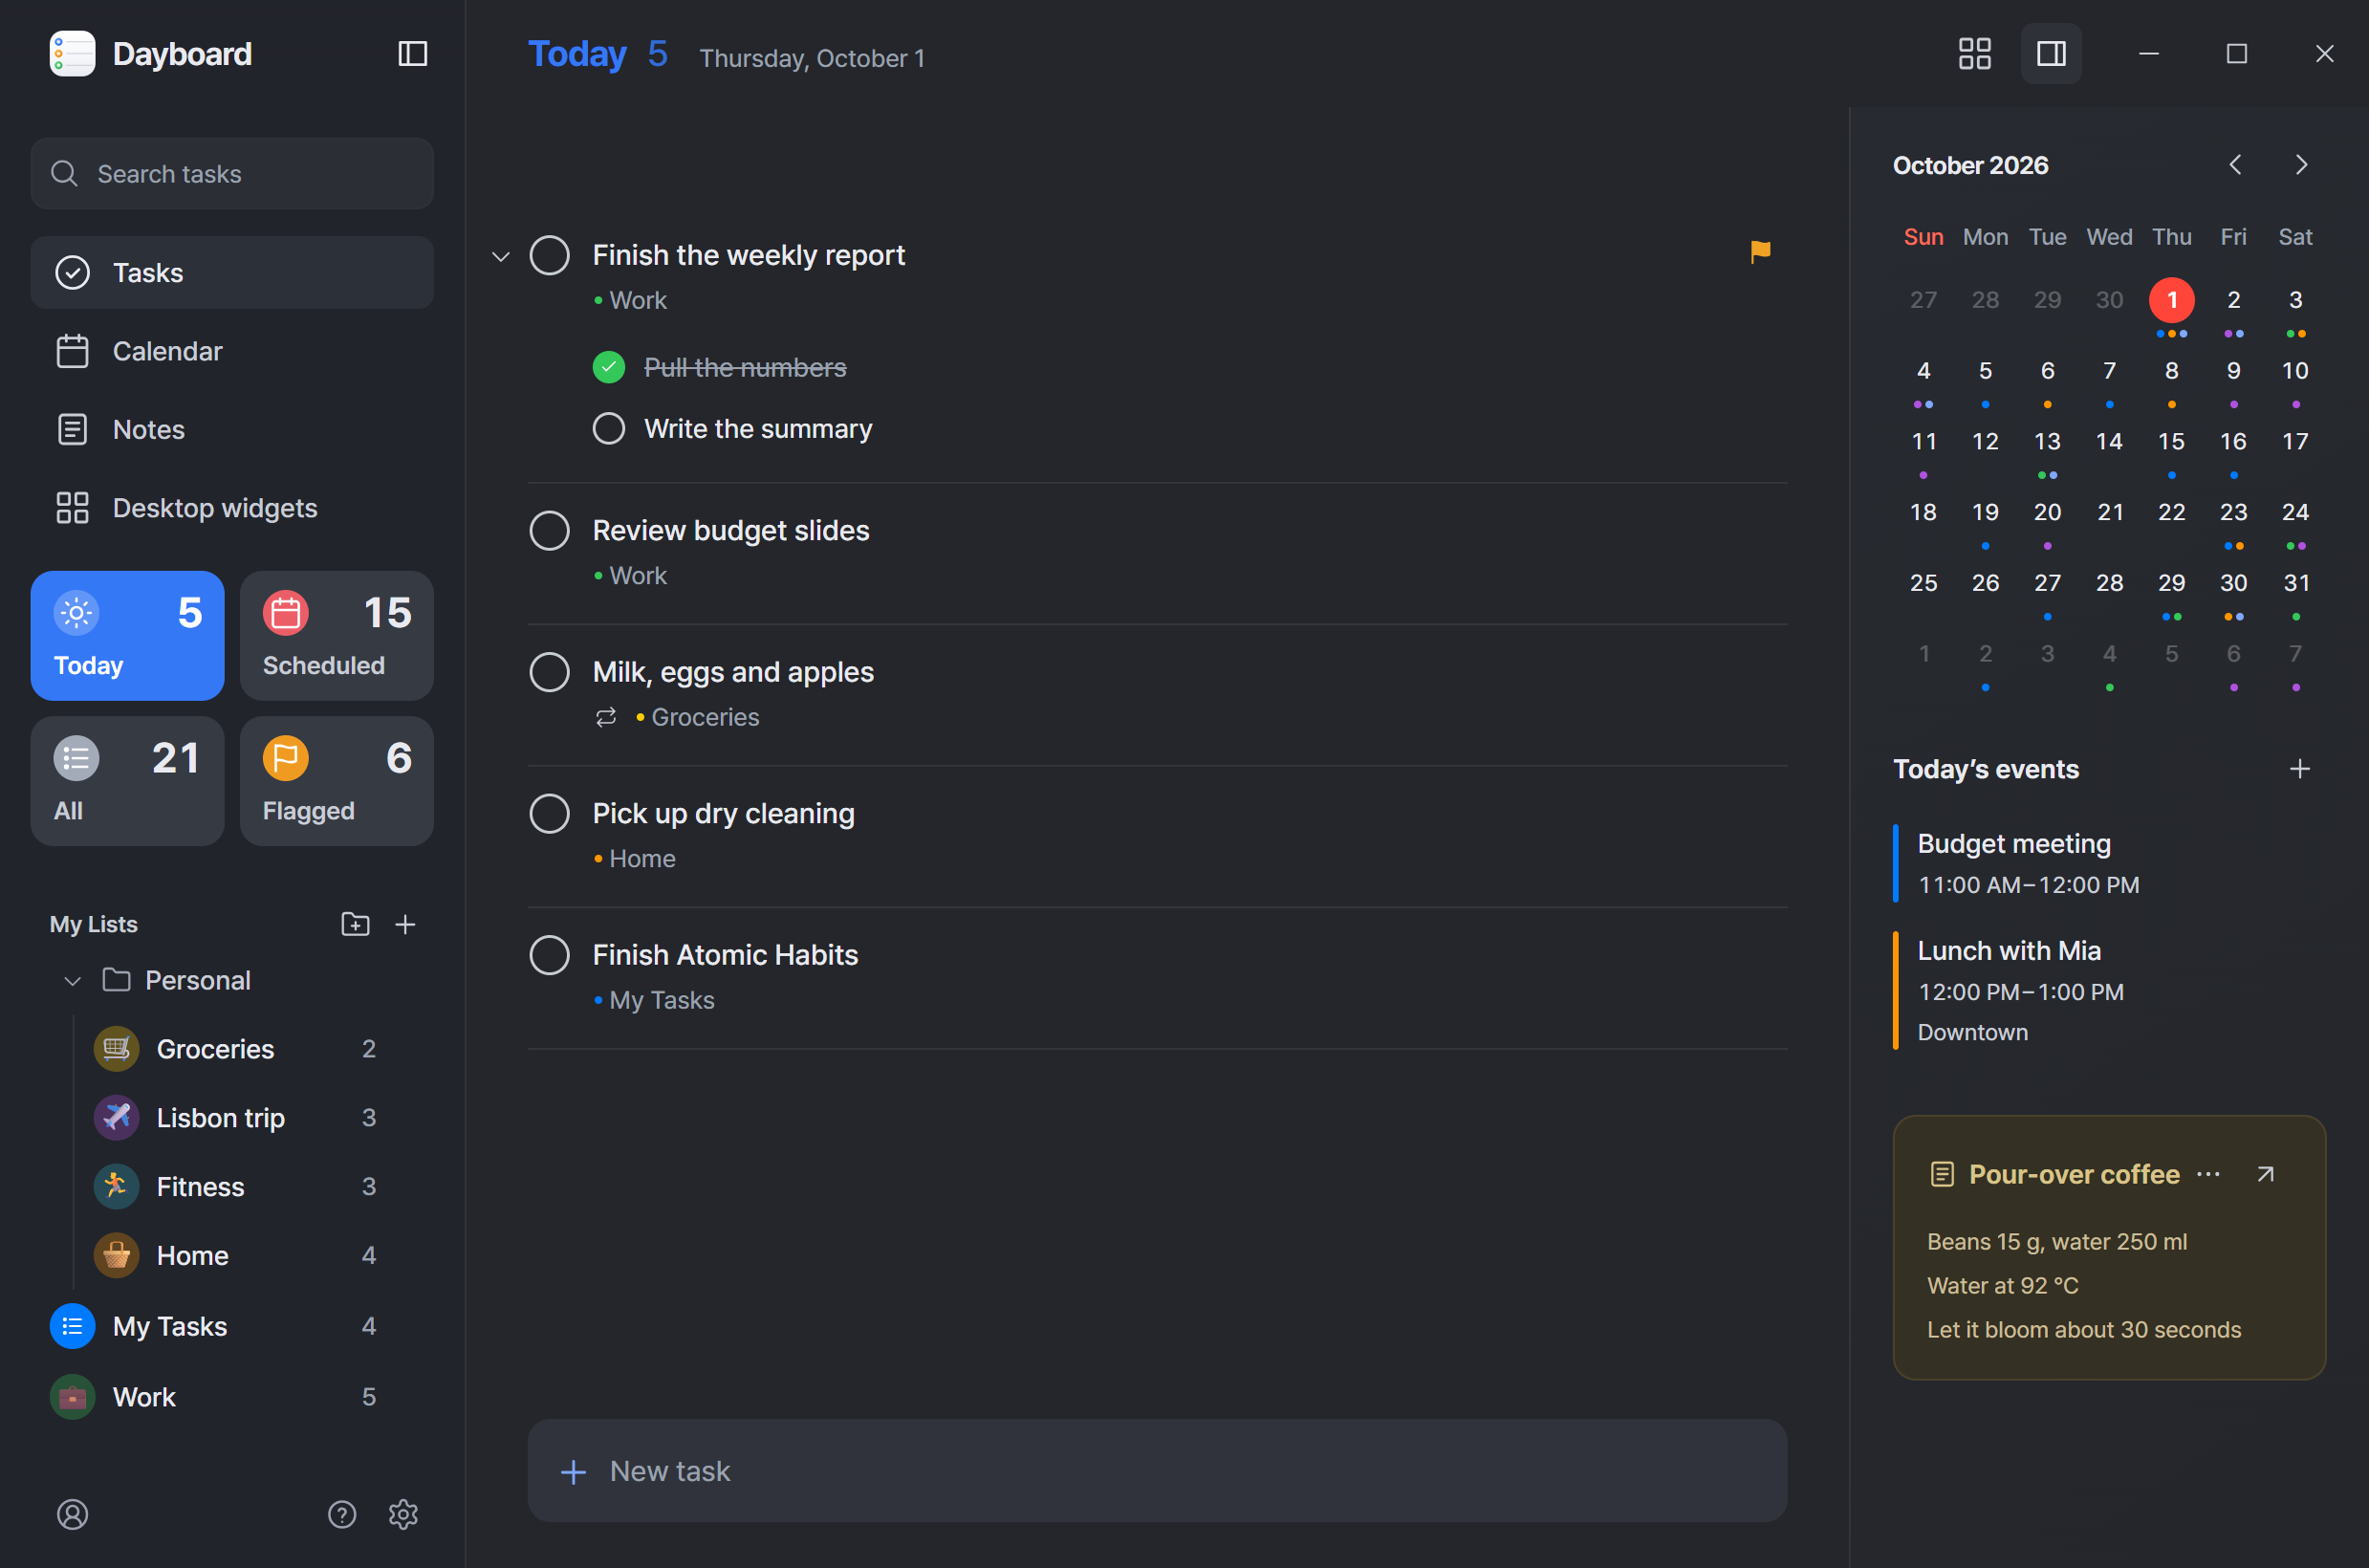 Dayboard
Search tasks
Tasks
Calendar
Notes
Desktop widgets
5
Today
15
Scheduled
21
All
6
Flagged
My Lists
Personal
Groceries 2
Lisbon trip 3
Fitness 3
Home 4
My Tasks 4
Work 5
Today 5 Thursday, October 1
Finish the weekly report
Work
Pull the numbers
Write the summary
Review budget slides
Work
Milk, eggs and apples
Groceries
Pick up dry cleaning
Home
Finish Atomic Habits
My Tasks
New task
October 2026
Sun Mon Tue Wed Thu Fri Sat
27 28 29 30 1 2 3
4 5 6 7 8 9 10
11 12 13 14 15 16 17
18 19 20 21 22 23 24
25 26 27 28 29 30 31
1 2 3 4 5 6 7
Today’s events
Budget meeting
11:00 AM–12:00 PM
Lunch with Mia
12:00 PM–1:00 PM
Downtown
Pour-over coffee
Beans 15 g, water 250 ml
Water at 92 °C
Let it bloom about 30 seconds